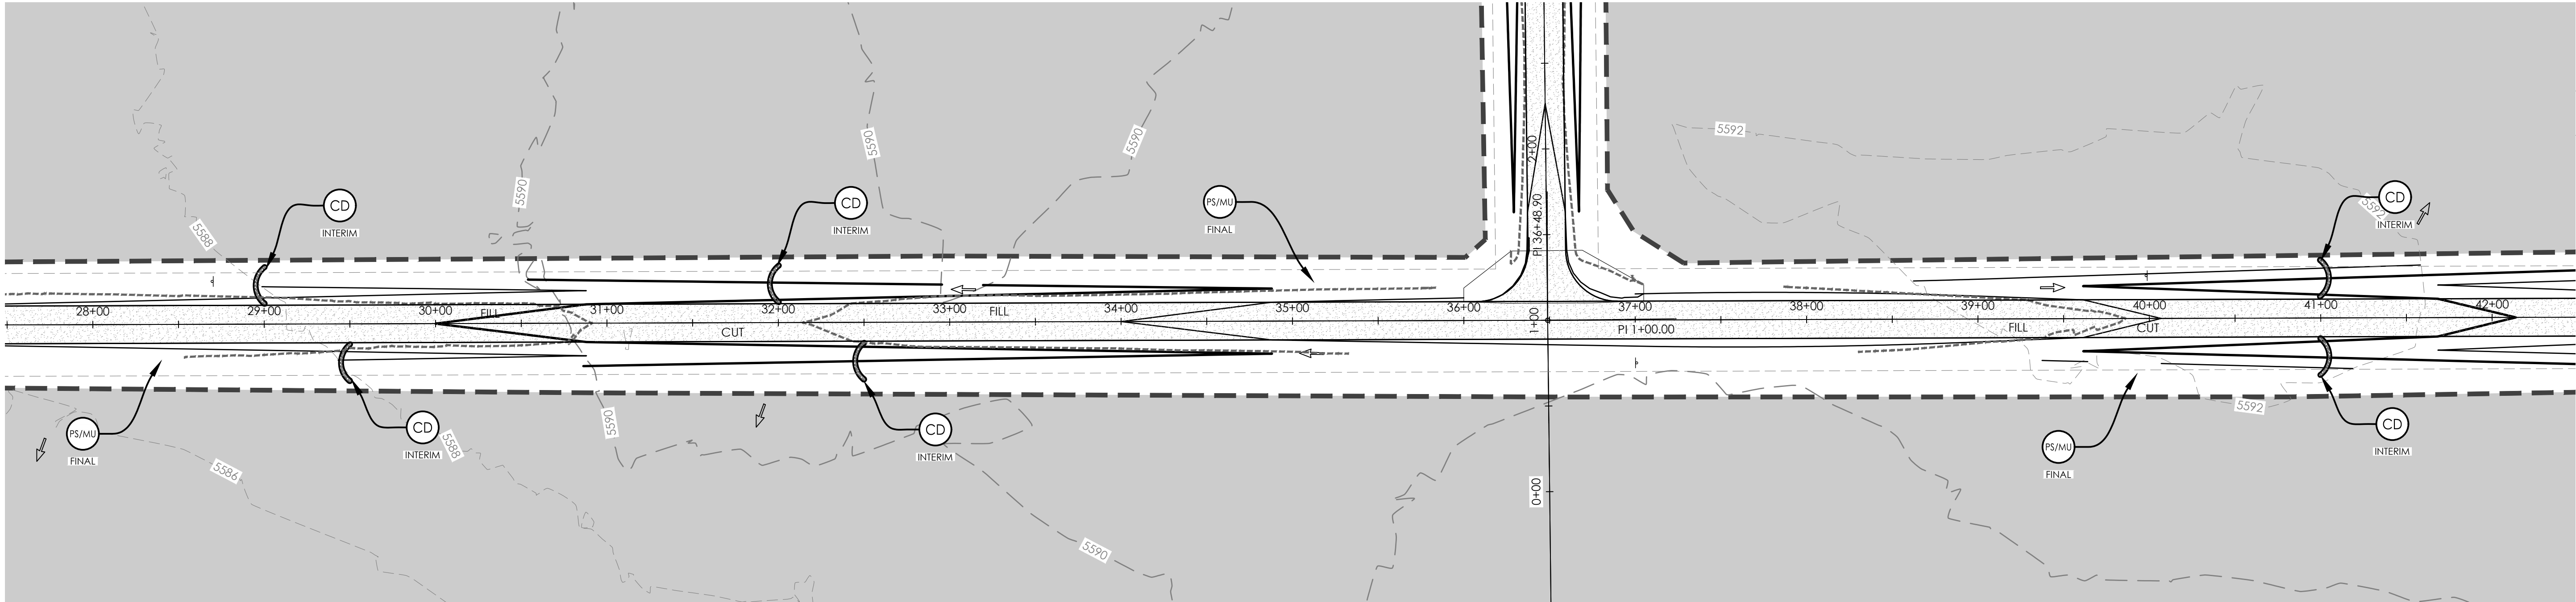 5592
2+00
5590
5590
5590
CD
INTERIM
CD
INTERIM
PS/MU
FINAL
CD
INTERIM
5592
5588
PI 36+48.90
28+00
29+00
30+00
31+00
32+00
33+00
34+00
35+00
36+00
37+00
38+00
39+00
40+00
41+00
42+00
FILL
CUT
FILL
1+00
PI 1+00.00
FILL
CUT
PS/MU
FINAL
CD
INTERIM
5588
5590
CD
INTERIM
5592
PS/MU
FINAL
CD
INTERIM
5586
0+00
5590